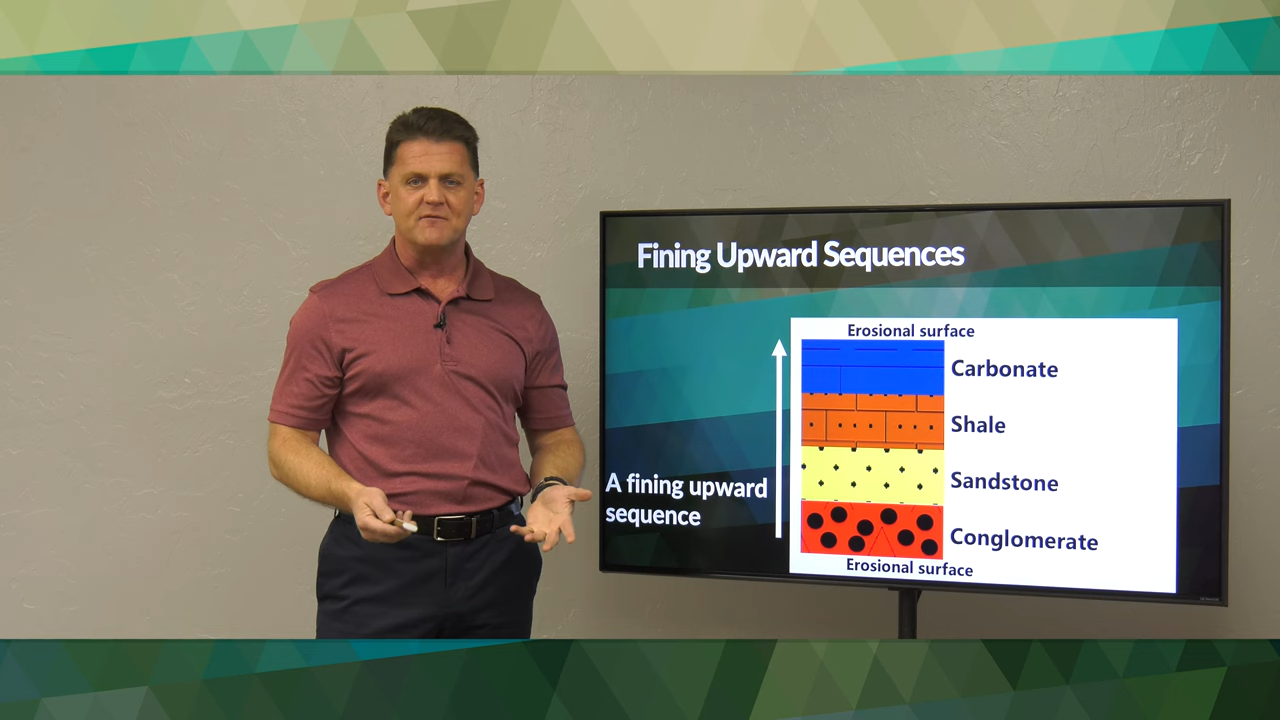 Fining Upward Sequences
Erosional surface
Carbonate
Shale
A fining upward
sequence
Sandstone
Conglomerate
Erosional surface